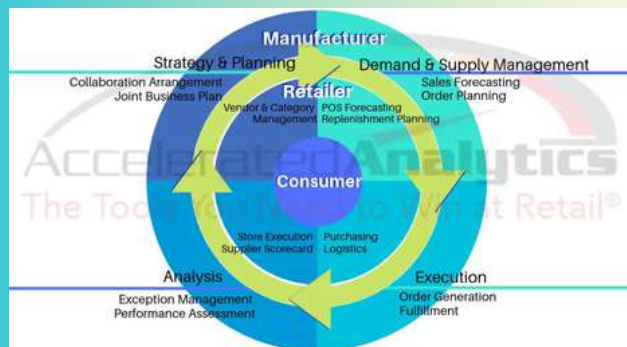 Manufacturer
Strategy & Planning
Collaboration Arrangement
Joint Business Plan
Demand & Supply Management
Sales Forecasting
Order Planning
Retailer
Vendor & Category
Management
POS Forecasting
Replenishment Planning
AcceleratedAnalytics
The Tools You Need to Win at Retail®
Consumer
Store Execution
Supplier Scorecard
Purchasing
Logistics
Analysis
Exception Management
Performance Assessment
Execution
Order Generation
Fulfillment